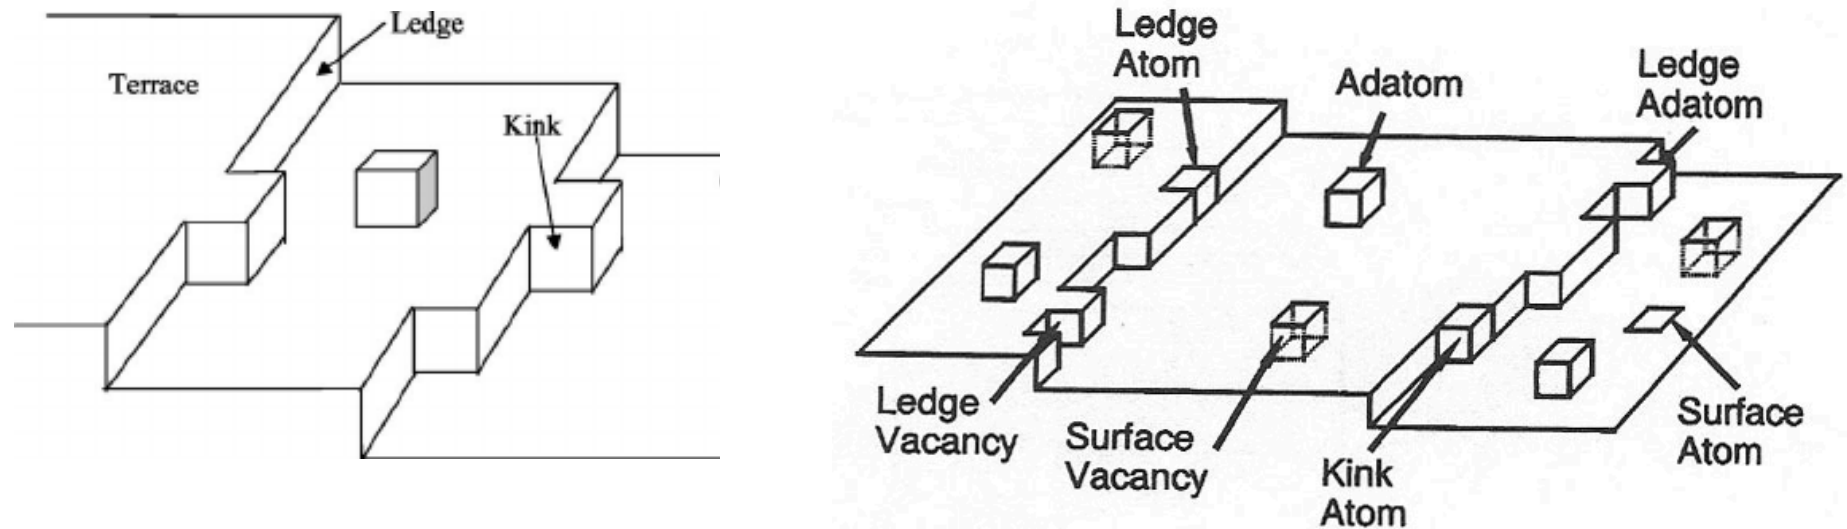 Ledge
Terrace
Kink
Ledge
Atom
Adatom
Ledge
Adatom
Ledge
Vacancy
Surface
Vacancy
Kink
Atom
Surface
Atom